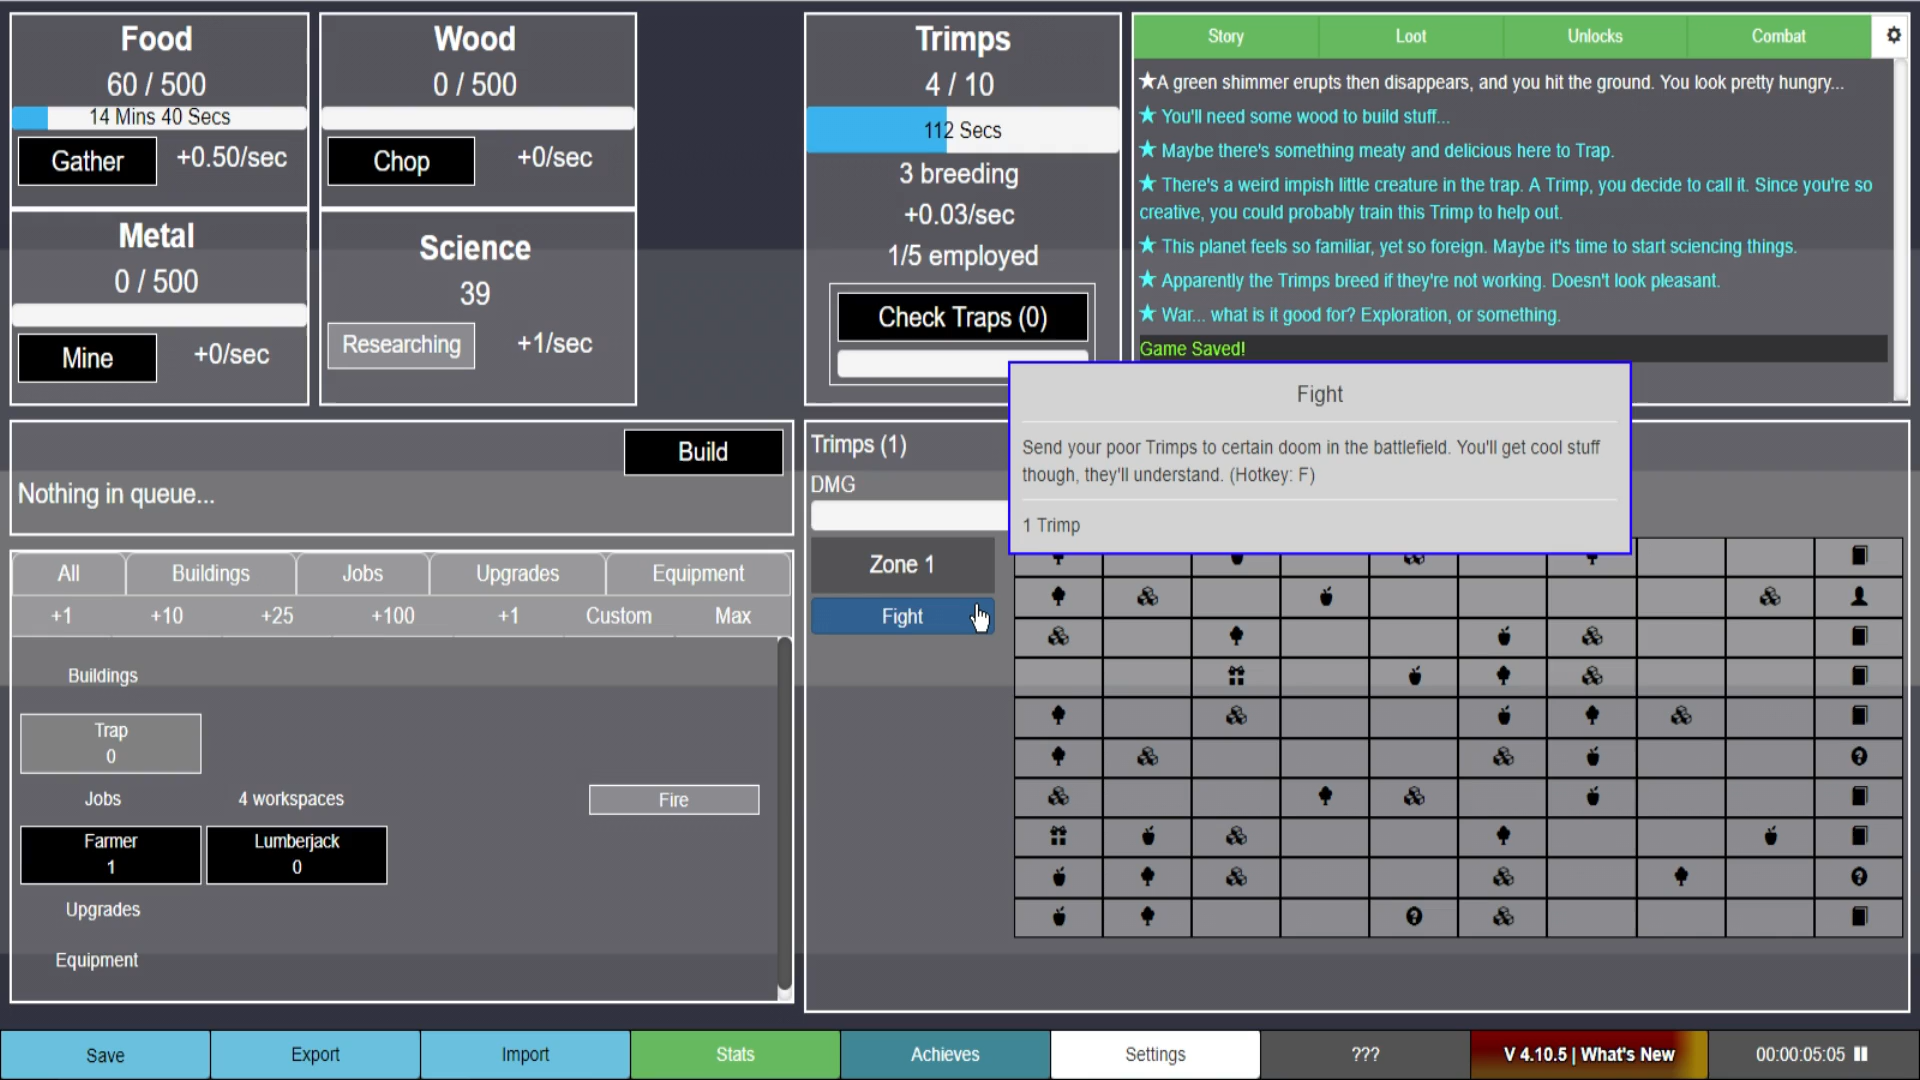 Food
60 / 500
14 Mins 40 Secs
Gather
+0.50/sec
Wood
0 / 500
Chop
+0/sec
Metal
0 / 500
Mine
+0/sec
Science
39
Researching
+1/sec
Trimps
4 / 10
112 Secs
3 breeding
+0.03/sec
1/5 employed
Check Traps (0)
Story
Loot
Unlocks
Combat
A green shimmer erupts then disappears, and you hit the ground. You look pretty hungry...
You'll need some wood to build stuff...
Maybe there's something meaty and delicious here to Trap.
There's a weird impish little creature in the trap. A Trimp, you decide to call it. Since you're so
creative, you could probably train this Trimp to help out.
This planet feels so familiar, yet so foreign. Maybe it's time to start sciencing things.
Apparently the Trimps breed if they're not working. Doesn't look pleasant.
War... what is it good for? Exploration, or something.
Game Saved!
Build
Nothing in queue...
All
Buildings
Jobs
Upgrades
Equipment
+1
+10
+25
+100
+1
Custom
Max
Buildings
Trap
0
Jobs
4 workspaces
Fire
Farmer
1
Lumberjack
0
Upgrades
Equipment
Trimps (1)
DMG
Zone 1
Fight
Fight
Send your poor Trimps to certain doom in the battlefield. You'll get cool stuff
though, they'll understand. (Hotkey: F)
1 Trimp
Save
Export
Import
Stats
Achieves
Settings
???
V 4.10.5 | What's New
00:00:05:05